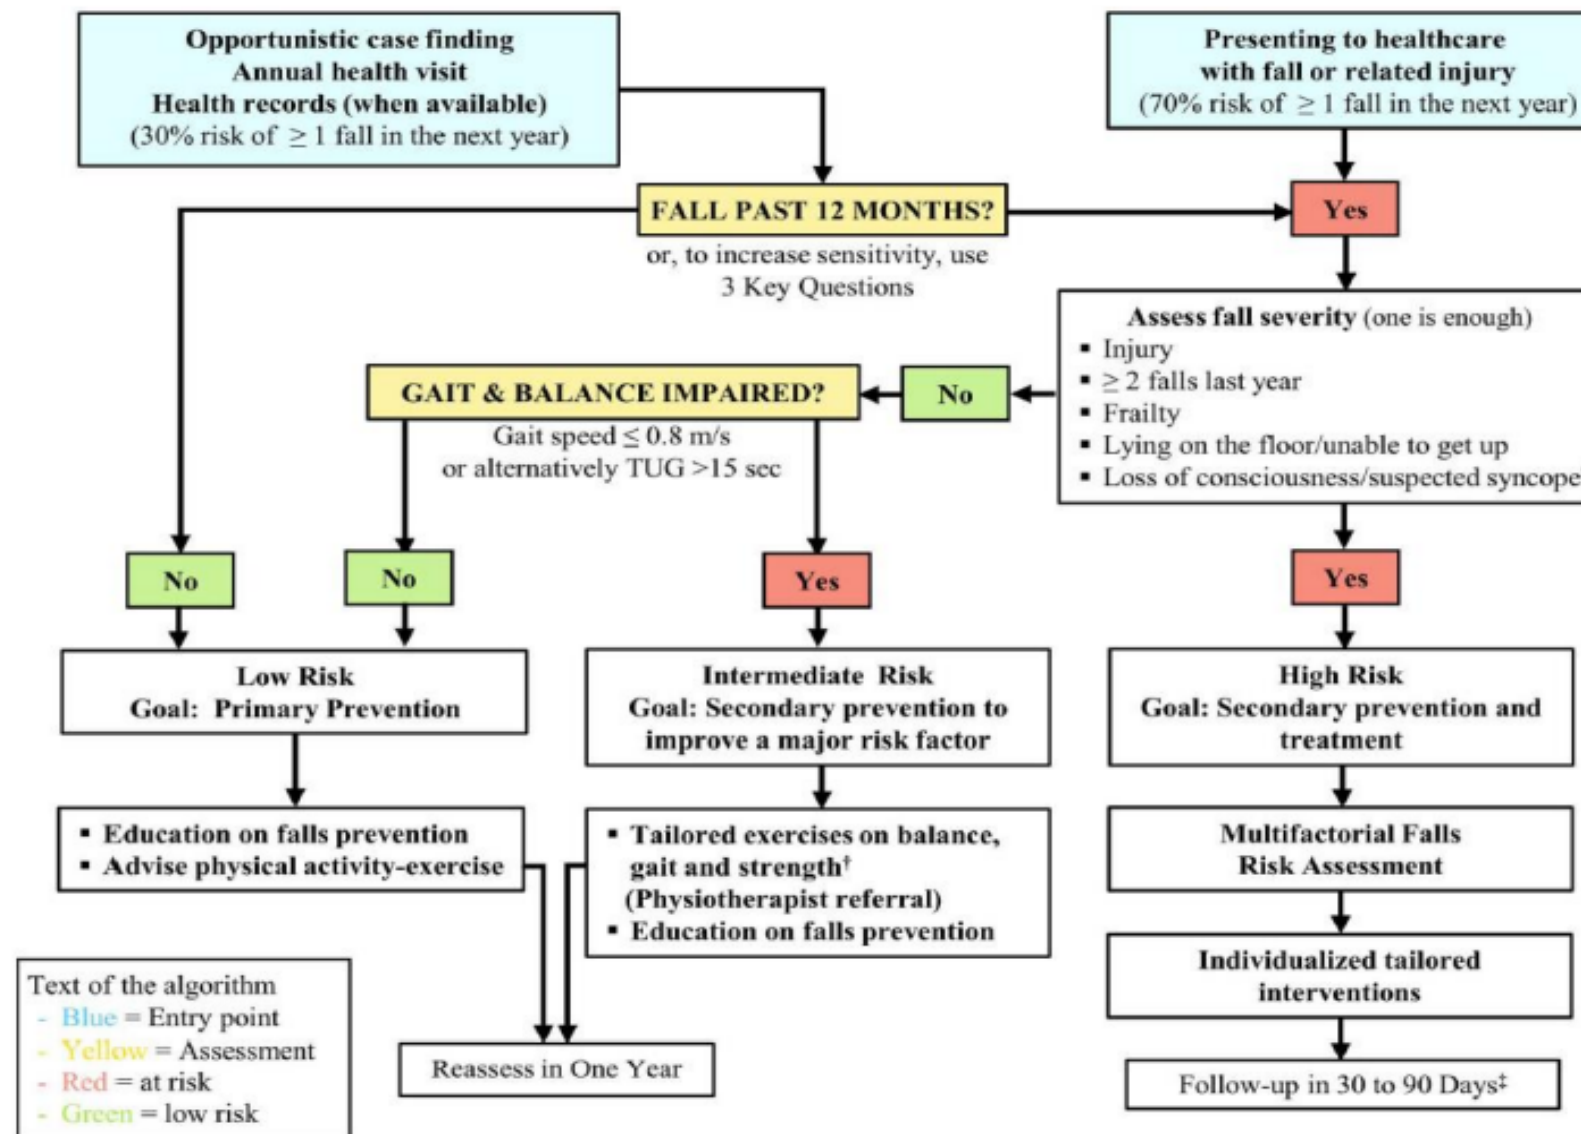 Opportunistic case finding
Annual health visit
Health records (when available)
(30% risk of ≥ 1 fall in the next year)
Presenting to healthcare
with fall or related injury
(70% risk of ≥ 1 fall in the next year)
FALL PAST 12 MONTHS?
or, to increase sensitivity, use
3 Key Questions
Yes
Assess fall severity (one is enough)
▪ Injury
▪ ≥ 2 falls last year
▪ Frailty
▪ Lying on the floor/unable to get up
▪ Loss of consciousness/suspected syncope
No
GAIT & BALANCE IMPAIRED?
Gait speed ≤ 0.8 m/s
or alternatively TUG >15 sec
No
No
Yes
Yes
Low Risk
Goal: Primary Prevention
Intermediate Risk
Goal: Secondary prevention to
improve a major risk factor
High Risk
Goal: Secondary prevention and
treatment
▪ Education on falls prevention
▪ Advise physical activity-exercise
▪ Tailored exercises on balance,
gait and strength†
(Physiotherapist referral)
▪ Education on falls prevention
Multifactorial Falls
Risk Assessment
Individualized tailored
interventions
Text of the algorithm
- Blue = Entry point
- Yellow = Assessment
- Red = at risk
- Green = low risk
Reassess in One Year
Follow-up in 30 to 90 Days‡